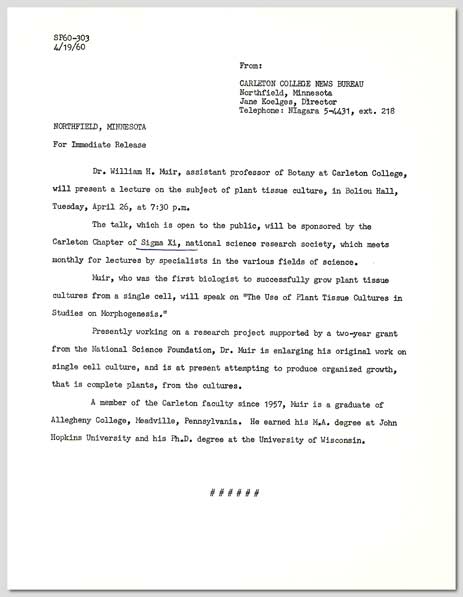 SP60-303
4/19/60
From:
CARLETON COLLEGE NEWS BUREAU
Northfield, Minnesota
Jane Koelges, Director
Telephone: NIagara 5-4431, ext. 218
NORTHFIELD, MINNESOTA
For Immediate Release
Dr. William H. Muir, assistant professor of Botany at Carleton College,
will present a lecture on the subject of plant tissue culture, in Boliou Hall,
Tuesday, April 26, at 7:30 p.m.
The talk, which is open to the public, will be sponsored by the
Carleton Chapter of Sigma Xi, national science research society, which meets
monthly for lectures by specialists in the various fields of science.
Muir, who was the first biologist to successfully grow plant tissue
cultures from a single cell, will speak on "The Use of Plant Tissue Cultures in
Studies on Morphogenesis."
Presently working on a research project supported by a two-year grant
from the National Science Foundation, Dr. Muir is enlarging his original work on
single cell culture, and is at present attempting to produce organized growth,
that is complete plants, from the cultures.
A member of the Carleton faculty since 1957, Muir is a graduate of
Allegheny College, Meadville, Pennsylvania. He earned his M.A. degree at John
Hopkins University and his Ph.D. degree at the University of Wisconsin.
# # # # # #